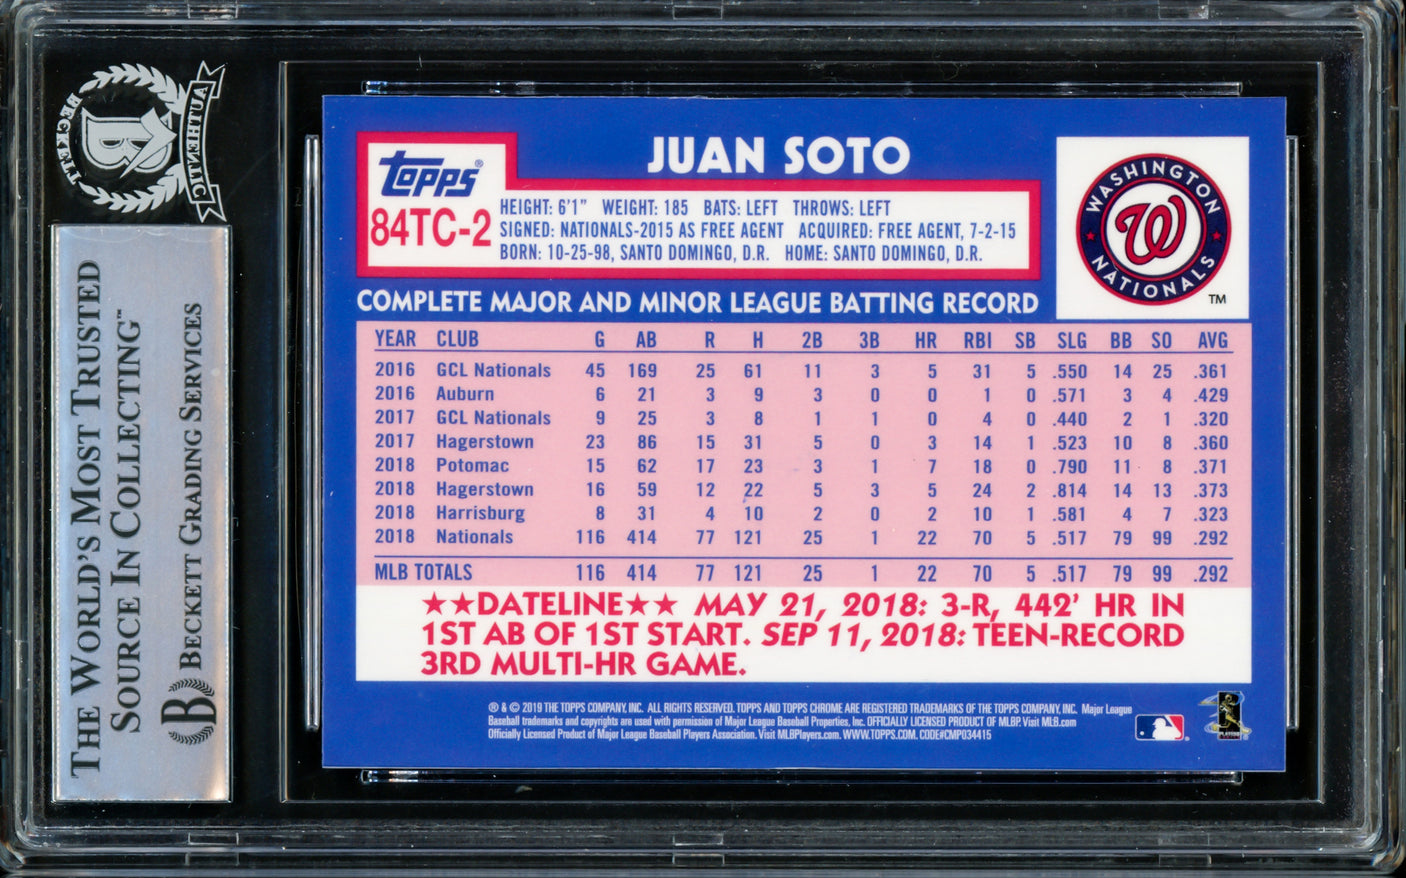 BECKETT
AUTHENTIC
B
THE WORLD'S MOST TRUSTED
SOURCE IN COLLECTING™
B BECKETT GRADING SERVICES
JUAN SOTO
Topps®
84TC-2
HEIGHT: 6'1" WEIGHT: 185 BATS: LEFT THROWS: LEFT
SIGNED: NATIONALS-2015 AS FREE AGENT ACQUIRED: FREE AGENT, 7-2-15
BORN: 10-25-98, SANTO DOMINGO, D.R. HOME: SANTO DOMINGO, D.R.
WASHINGTON
W
NATIONALS
TM
COMPLETE MAJOR AND MINOR LEAGUE BATTING RECORD
YEAR CLUB G AB R H 2B 3B HR RBI SB SLG BB SO AVG
2016 GCL Nationals 45 169 25 61 11 3 5 31 5 .550 14 25 .361
2016 Auburn 6 21 3 9 3 0 0 1 0 .571 3 4 .429
2017 GCL Nationals 9 25 3 8 1 1 0 4 0 .440 2 1 .320
2017 Hagerstown 23 86 15 31 5 0 3 14 1 .523 10 8 .360
2018 Potomac 15 62 17 23 3 1 7 18 0 .790 11 8 .371
2018 Hagerstown 16 59 12 22 5 3 5 24 2 .814 14 13 .373
2018 Harrisburg 8 31 4 10 2 0 2 10 1 .581 4 7 .323
2018 Nationals 116 414 77 121 25 1 22 70 5 .517 79 99 .292
MLB TOTALS 116 414 77 121 25 1 22 70 5 .517 79 99 .292
★★DATELINE★★ MAY 21, 2018: 3-R, 442' HR IN
1ST AB OF 1ST START. SEP 11, 2018: TEEN-RECORD
3RD MULTI-HR GAME.
® & © 2019 THE TOPPS COMPANY, INC. ALL RIGHTS RESERVED. TOPPS AND TOPPS CHROME ARE REGISTERED TRADEMARKS OF THE TOPPS COMPANY, INC. Major League
Baseball trademarks and copyrights are used with permission of Major League Baseball Properties, Inc. OFFICIALLY LICENSED PRODUCT OF MLBP. Visit MLB.com
Officially Licensed Product of Major League Baseball Players Association. Visit MLBPlayers.com. WWW.TOPPS.COM. CODE#CMP034415